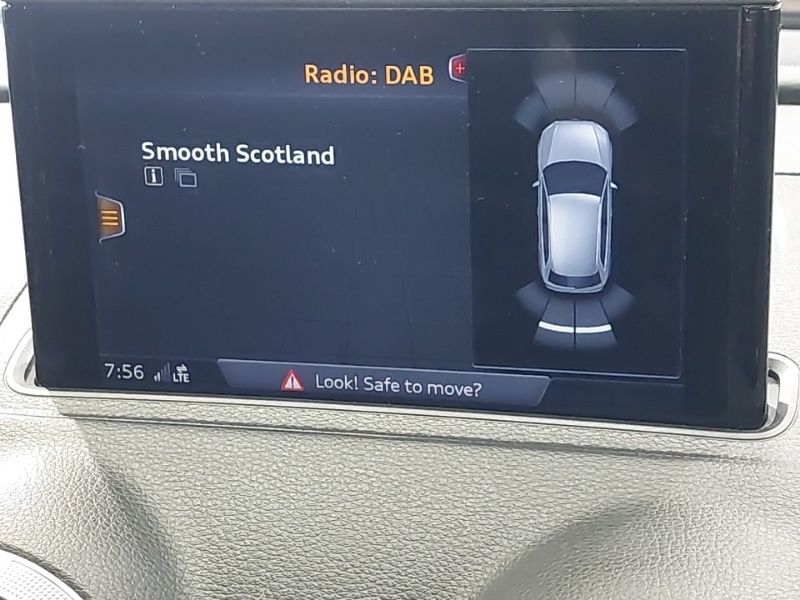 Radio: DAB
Smooth Scotland
7:56 LTE
Look! Safe to move?